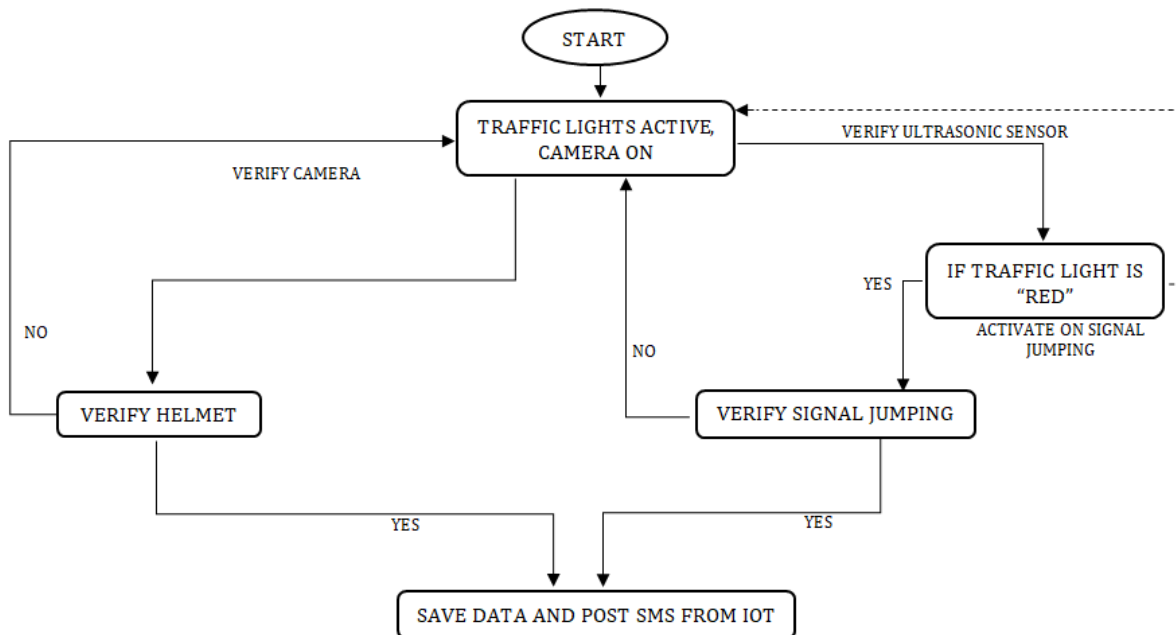 START
TRAFFIC LIGHTS ACTIVE,
CAMERA ON
VERIFY ULTRASONIC SENSOR
VERIFY CAMERA
IF TRAFFIC LIGHT IS
“RED”
YES
ACTIVATE ON SIGNAL
JUMPING
NO
NO
VERIFY HELMET
VERIFY SIGNAL JUMPING
YES
YES
SAVE DATA AND POST SMS FROM IOT